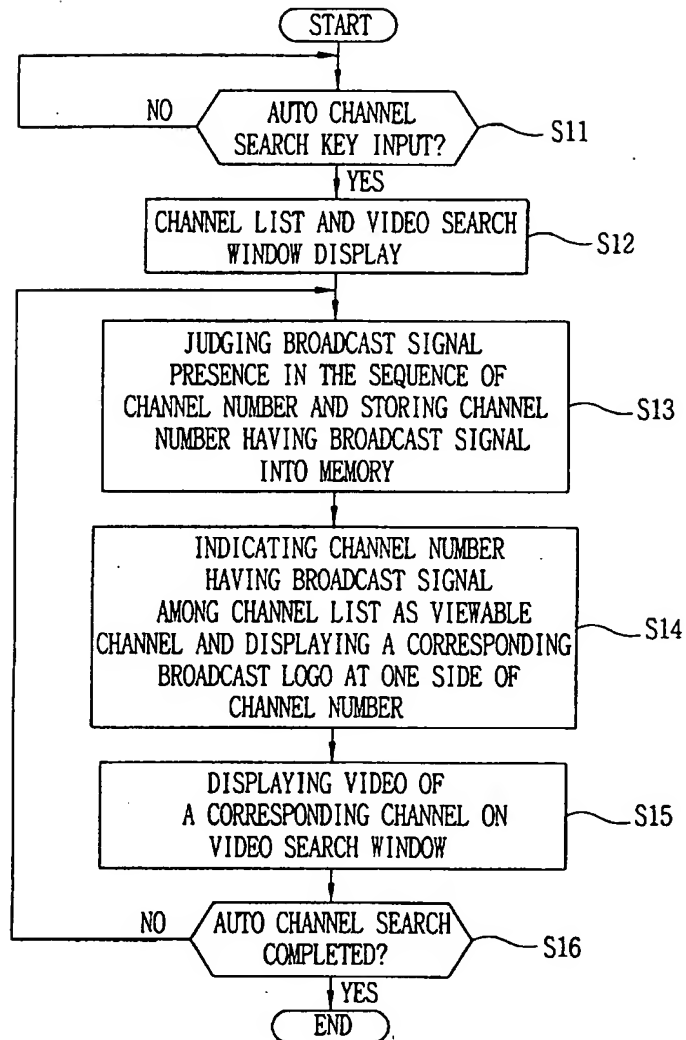 START
NO
AUTO CHANNEL
SEARCH KEY INPUT?
S11
YES
CHANNEL LIST AND VIDEO SEARCH
WINDOW DISPLAY
S12
JUDGING BROADCAST SIGNAL
PRESENCE IN THE SEQUENCE OF
CHANNEL NUMBER AND STORING CHANNEL
NUMBER HAVING BROADCAST SIGNAL
INTO MEMORY
S13
INDICATING CHANNEL NUMBER
HAVING BROADCAST SIGNAL
AMONG CHANNEL LIST AS VIEWABLE
CHANNEL AND DISPLAYING A CORRESPONDING
BROADCAST LOGO AT ONE SIDE OF
CHANNEL NUMBER
S14
DISPLAYING VIDEO OF
A CORRESPONDING CHANNEL ON
VIDEO SEARCH WINDOW
S15
NO
AUTO CHANNEL SEARCH
COMPLETED?
S16
YES
END